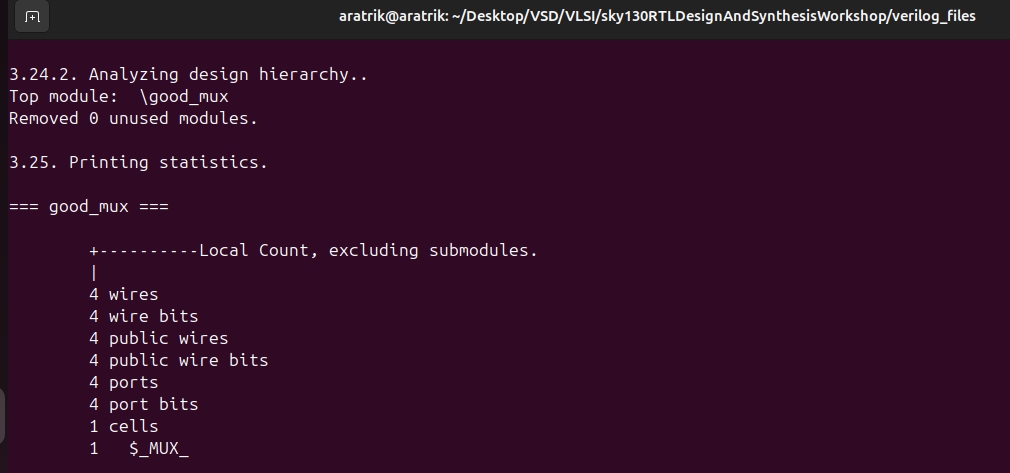 aratrik@aratrik: ~/Desktop/VSD/VLSI/sky130RTLDesignAndSynthesisWorkshop/verilog_files
3.24.2. Analyzing design hierarchy..
Top module:  \good_mux
Removed 0 unused modules.
3.25. Printing statistics.
=== good_mux ===
+----------Local Count, excluding submodules.
|
4 wires
4 wire bits
4 public wires
4 public wire bits
4 ports
4 port bits
1 cells
1   $_MUX_